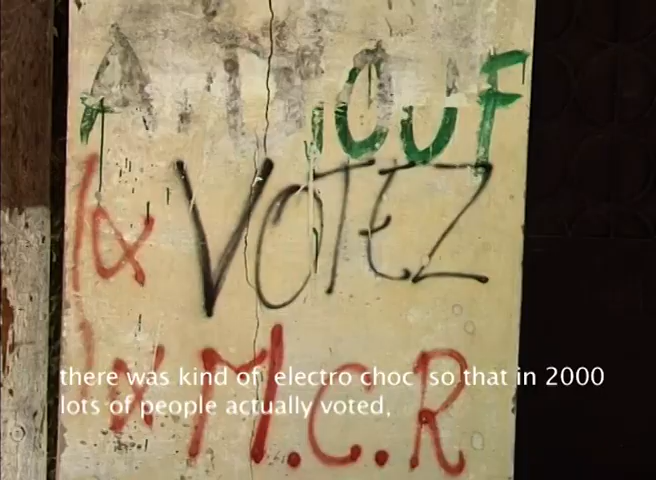 VOTEZ
M.C.R
there was kind of electro choc so that in 2000
lots of people actually voted,